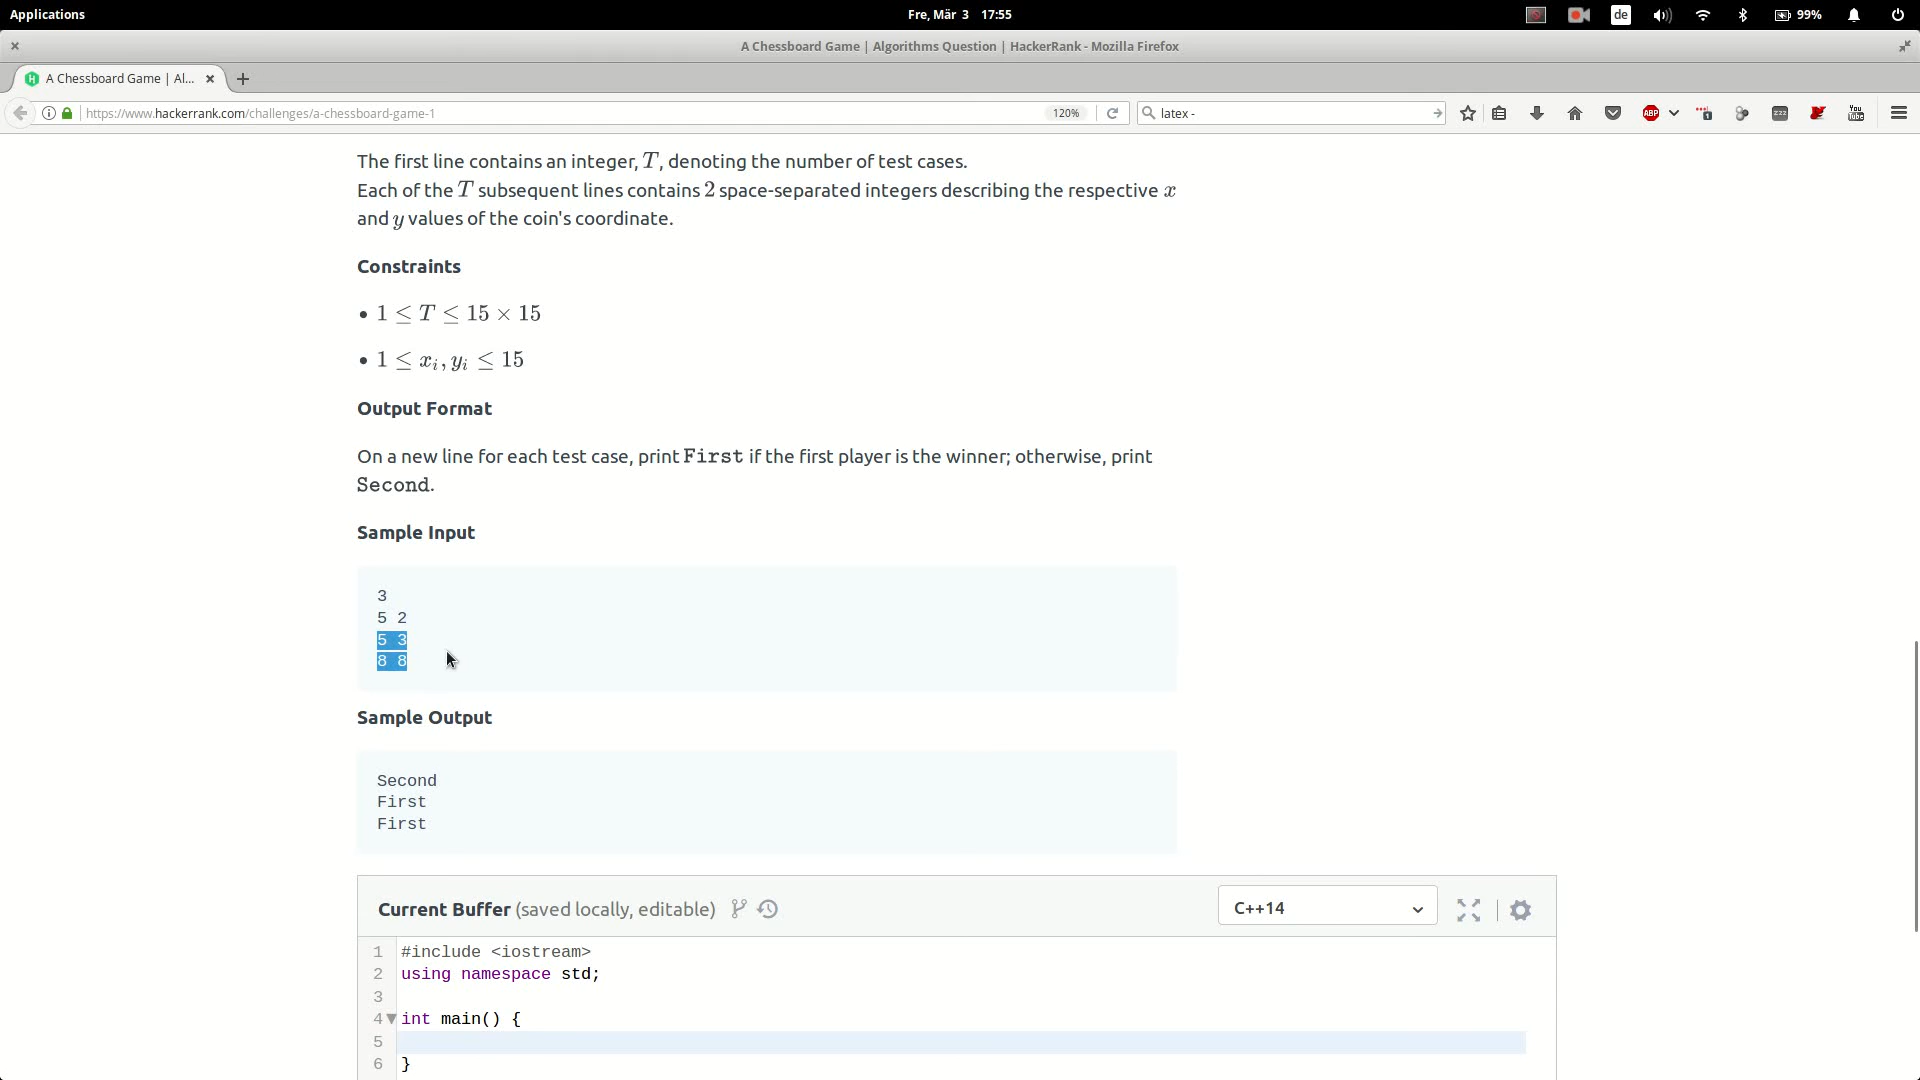 Applications
Fre, Mär 3 17:55
de
99%
A Chessboard Game | Algorithms Question | HackerRank - Mozilla Firefox
A Chessboard Game | Al...
https://www.hackerrank.com/challenges/a-chessboard-game-1
120%
latex -
ABP
The first line contains an integer, T, denoting the number of test cases.
Each of the T subsequent lines contains 2 space-separated integers describing the respective x
and y values of the coin's coordinate.
Constraints
• 1 ≤ T ≤ 15 × 15
• 1 ≤ xᵢ, yᵢ ≤ 15
Output Format
On a new line for each test case, print First if the first player is the winner; otherwise, print
Second.
Sample Input
3
5 2
5 3
8 8
Sample Output
Second
First
First
Current Buffer (saved locally, editable)
C++14
1 #include <iostream>
2 using namespace std;
3
4 int main() {
5
6 }